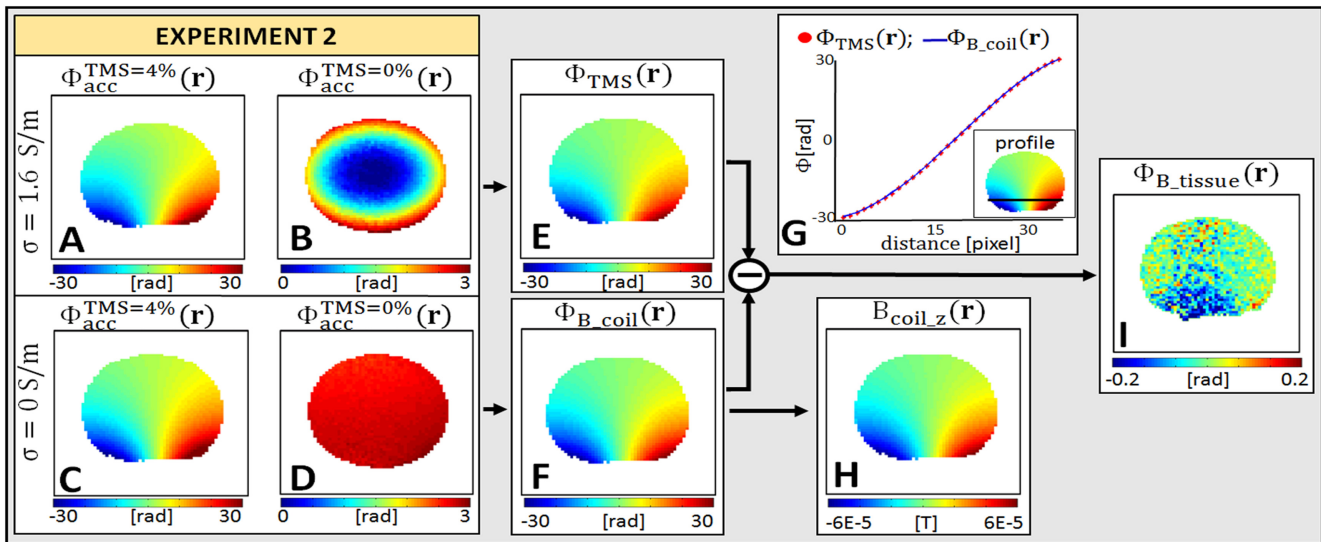 EXPERIMENT 2
σ = 1.6 S/m
Φ_acc^TMS=4%(r)
A
-30 [rad] 30
Φ_acc^TMS=0%(r)
B
0 [rad] 3
σ = 0 S/m
Φ_acc^TMS=4%(r)
C
-30 [rad] 30
Φ_acc^TMS=0%(r)
D
0 [rad] 3
Φ_TMS(r)
E
-30 [rad] 30
Φ_B_coil(r)
F
-30 [rad] 30
Φ_TMS(r); Φ_B_coil(r)
30
0
-30
Φ[rad]
profile
G
0 15 30
distance [pixel]
B_coil_z(r)
H
-6E-5 [T] 6E-5
Φ_B_tissue(r)
I
-0.2 [rad] 0.2